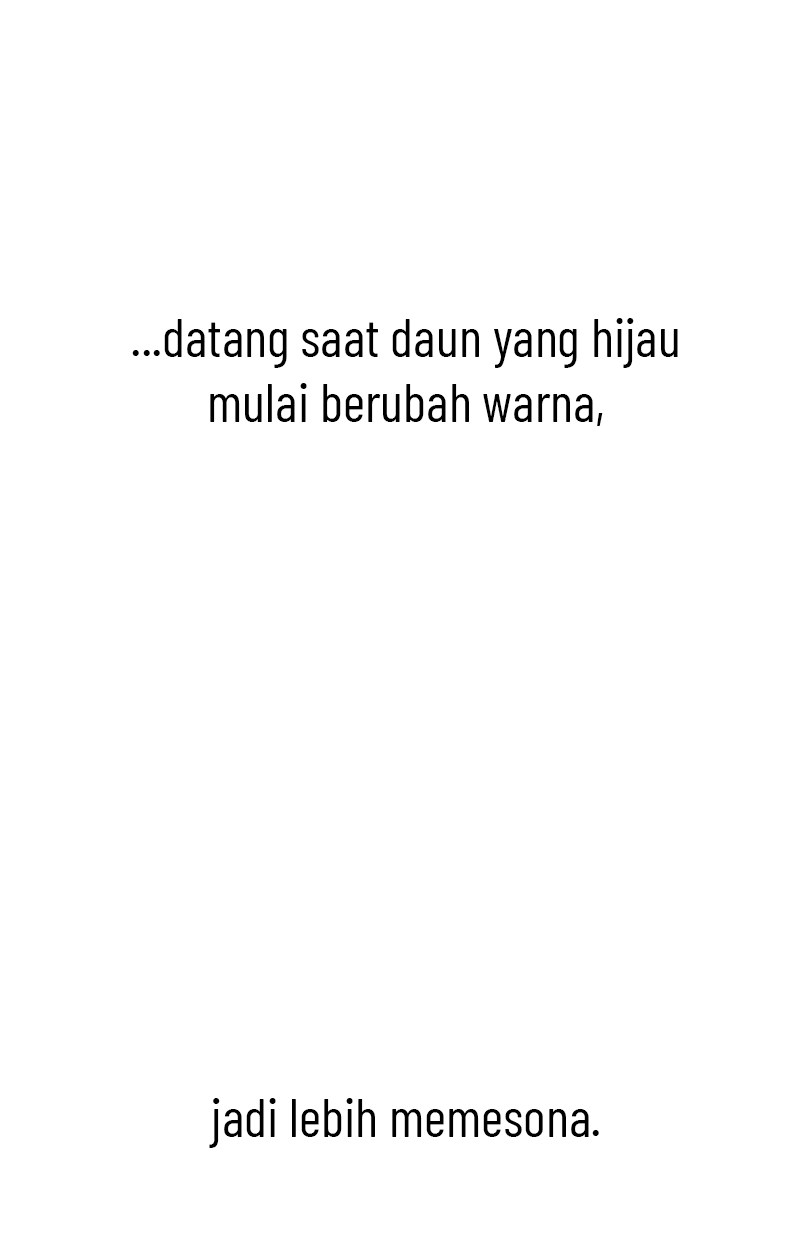 ...datang saat daun yang hijau
mulai berubah warna,
jadi lebih memesona.